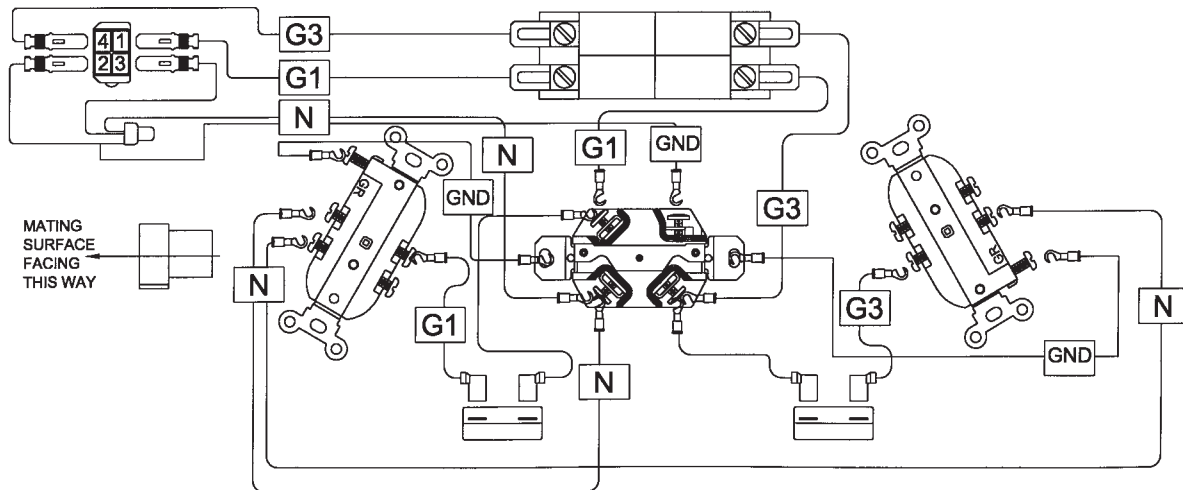 G3
4 1
2 3
G1
N
N
G1
GND
GND
G3
GR
GR
MATING
SURFACE
FACING
THIS WAY
N
G1
G3
N
GND
N